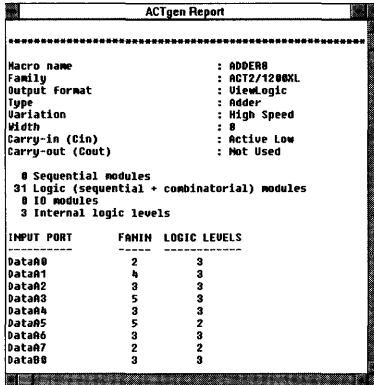 ACTgen Report
********************************************************
Macro name : ADDER8
Family : ACT2/1200XL
Output Format : ViewLogic
Type : Adder
Variation : High Speed
Width : 8
Carry-in (Cin) : Active Low
Carry-out (Cout) : Not Used
0 Sequential modules
31 Logic (sequential + combinatorial) modules
0 IO modules
3 Internal logic levels
INPUT PORT FANIN LOGIC LEVELS
---------- ----- ------------
DataA0 2 3
DataA1 4 3
DataA2 3 3
DataA3 5 3
DataA4 3 3
DataA5 5 2
DataA6 3 3
DataA7 2 2
DataB0 3 3